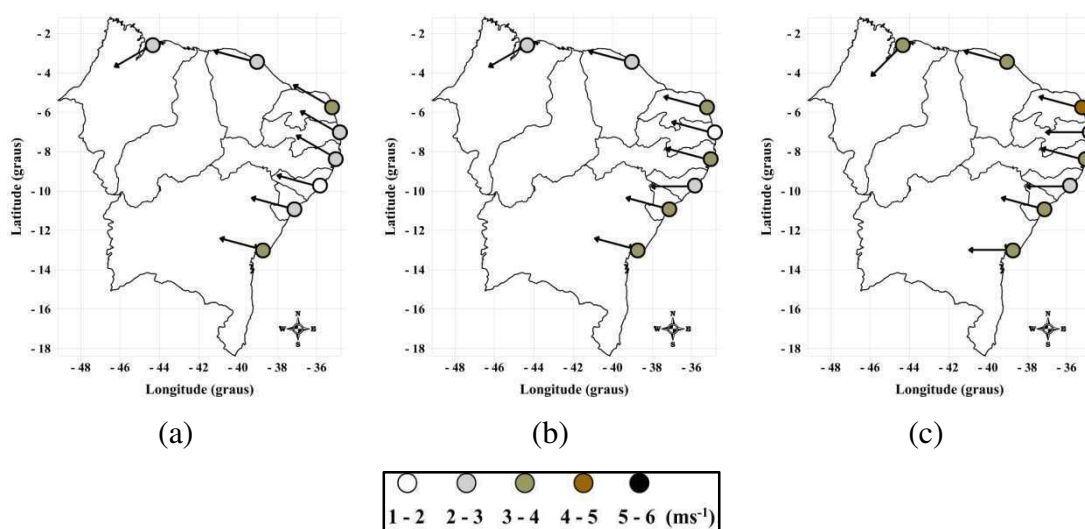 - 2
- 4
- 6
- 8
- 10
- 12
- 14
- 16
- 18
Latitude (graus)
- 48 - 46 - 44 - 42 - 40 - 38 - 36
Longitude (graus)
N
W E
S
(a)
- 2
- 4
- 6
- 8
- 10
- 12
- 14
- 16
- 18
Latitude (graus)
- 48 - 46 - 44 - 42 - 40 - 38 - 36
Longitude (graus)
N
W E
S
(b)
- 2
- 4
- 6
- 8
- 10
- 12
- 14
- 16
- 18
Latitude (graus)
- 48 - 46 - 44 - 42 - 40 - 38 - 36
Longitude (graus)
N
W E
S
(c)
1 - 2 2 - 3 3 - 4 4 - 5 5 - 6 (ms⁻¹)